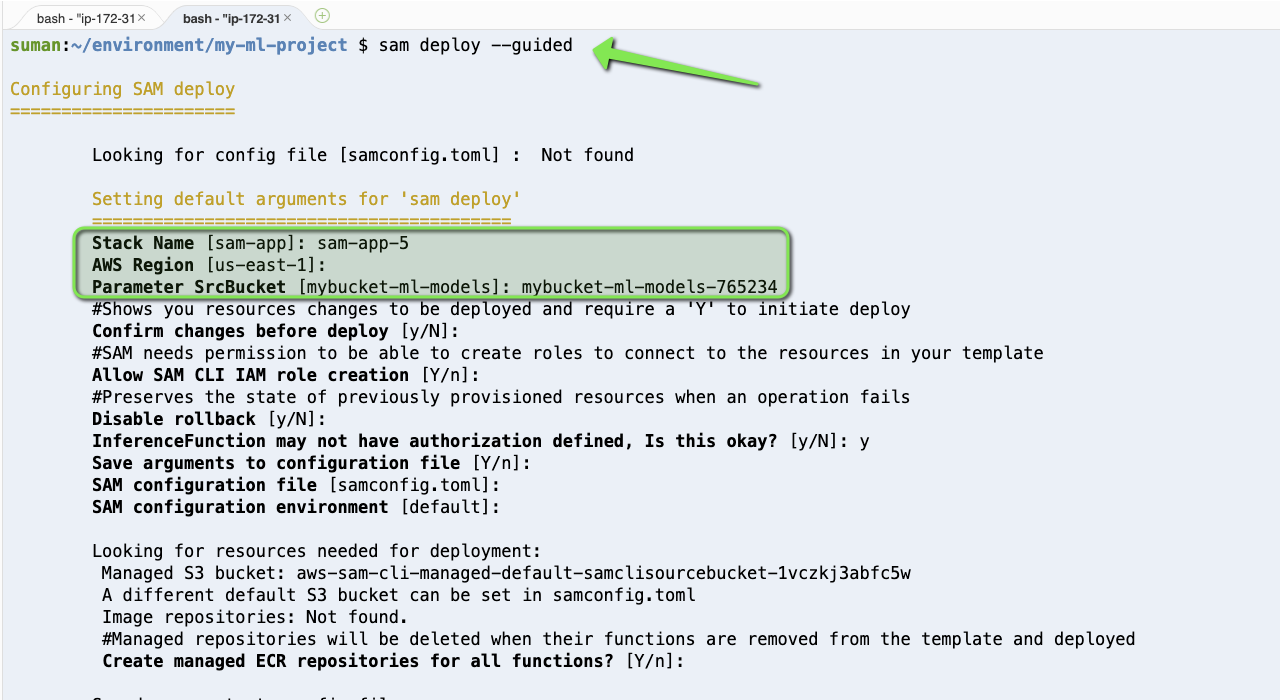 bash - "ip-172-31× bash - "ip-172-31×
suman:~/environment/my-ml-project $ sam deploy --guided
Configuring SAM deploy
======================
Looking for config file [samconfig.toml] :  Not found
Setting default arguments for 'sam deploy'
=========================================
Stack Name [sam-app]: sam-app-5
AWS Region [us-east-1]:
Parameter SrcBucket [mybucket-ml-models]: mybucket-ml-models-765234
#Shows you resources changes to be deployed and require a 'Y' to initiate deploy
Confirm changes before deploy [y/N]:
#SAM needs permission to be able to create roles to connect to the resources in your template
Allow SAM CLI IAM role creation [Y/n]:
#Preserves the state of previously provisioned resources when an operation fails
Disable rollback [y/N]:
InferenceFunction may not have authorization defined, Is this okay? [y/N]: y
Save arguments to configuration file [Y/n]:
SAM configuration file [samconfig.toml]:
SAM configuration environment [default]:
Looking for resources needed for deployment:
Managed S3 bucket: aws-sam-cli-managed-default-samclisourcebucket-1vczkj3abfc5w
A different default S3 bucket can be set in samconfig.toml
Image repositories: Not found.
#Managed repositories will be deleted when their functions are removed from the template and deployed
Create managed ECR repositories for all functions? [Y/n]: